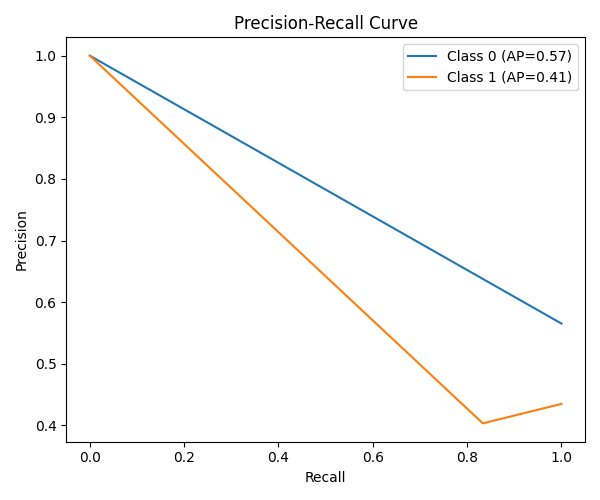 Precision-Recall Curve
Class 0 (AP=0.57)
Class 1 (AP=0.41)
Precision
1.0
0.9
0.8
0.7
0.6
0.5
0.4
0.0 0.2 0.4 0.6 0.8 1.0
Recall